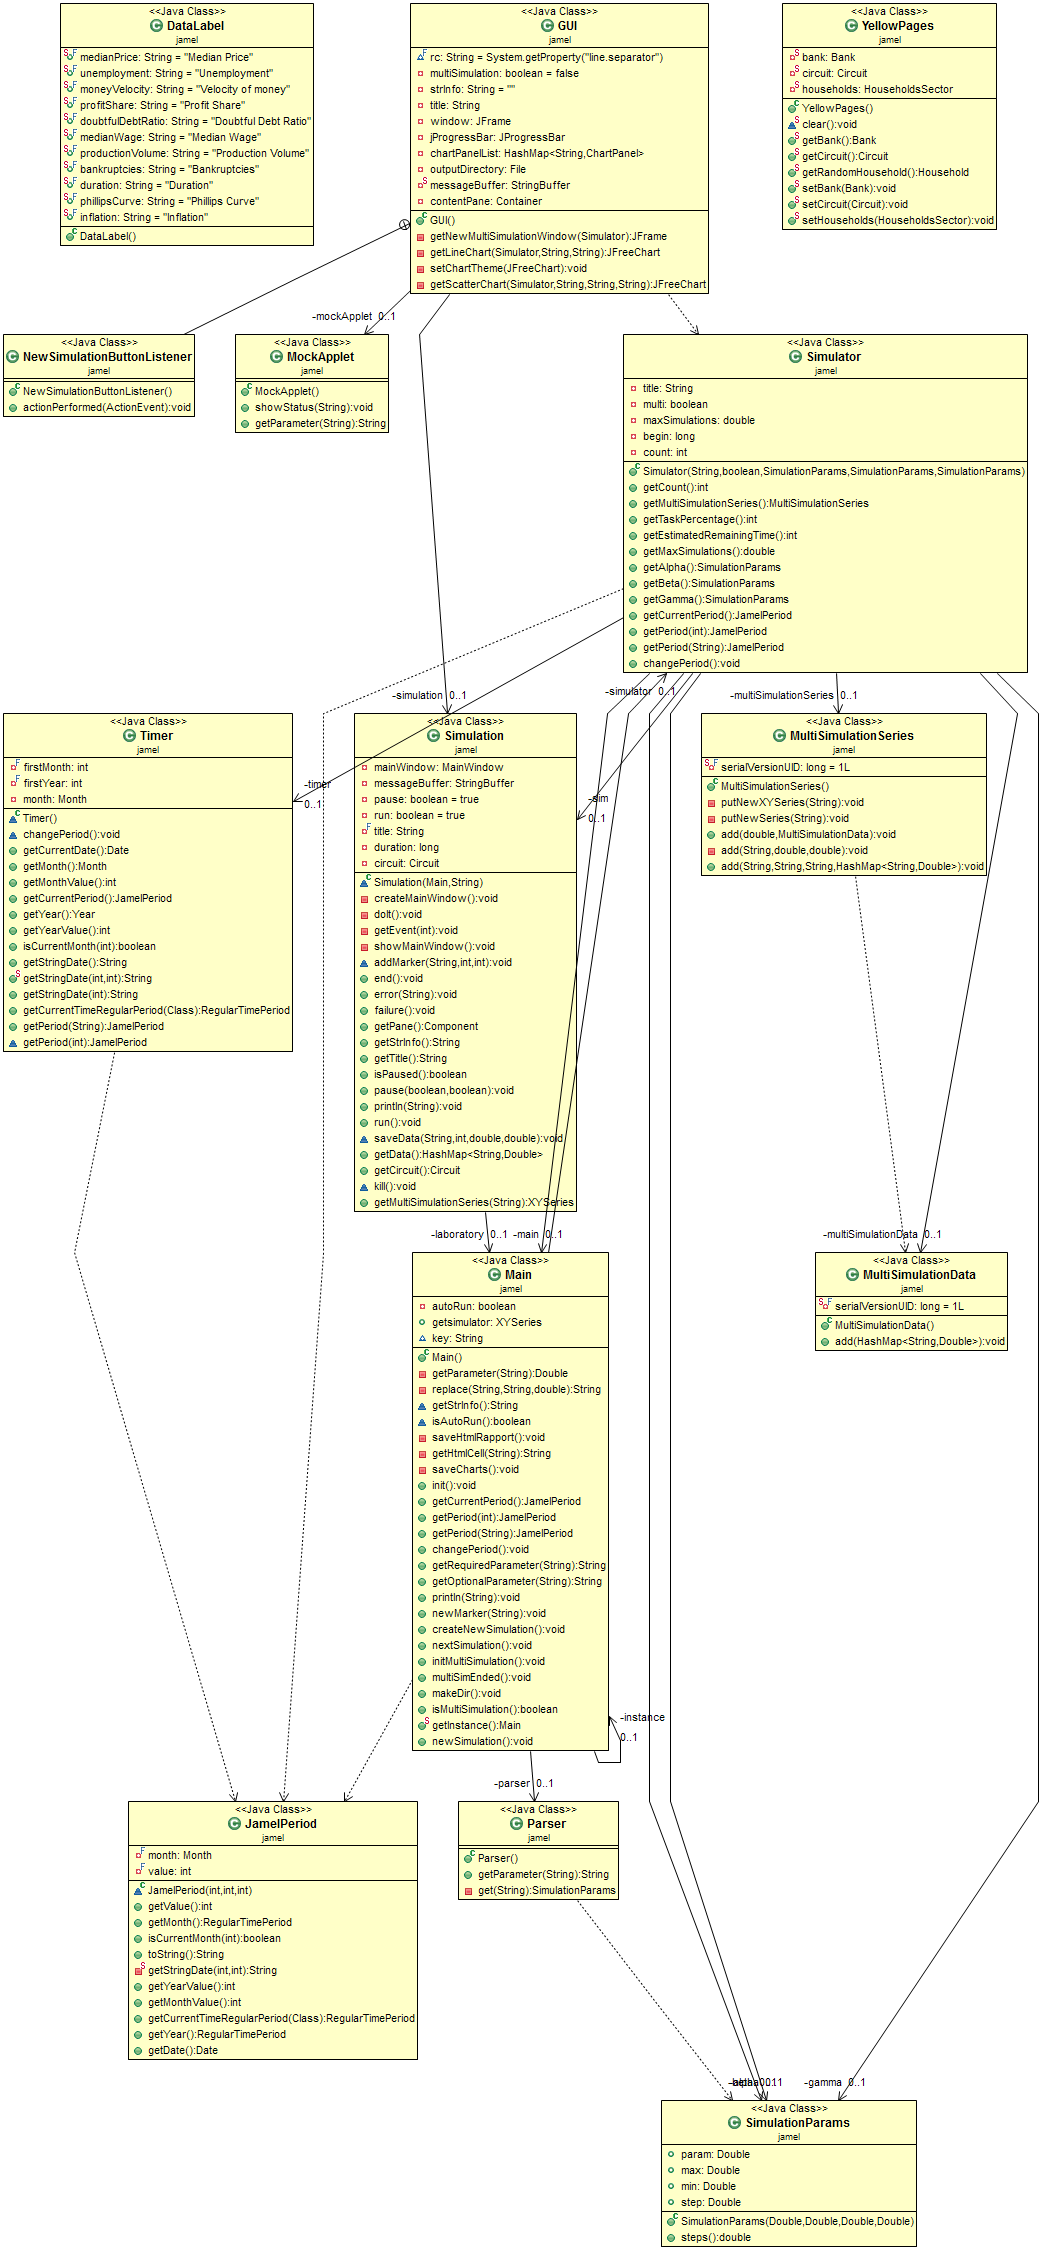 <<Java Class>>
DataLabel
jamel
medianPrice: String = "Median Price"
unemployment: String = "Unemployment"
moneyVelocity: String = "Velocity of money"
profitShare: String = "Profit Share"
doubtfulDebtRatio: String = "Doubtful Debt Ratio"
medianWage: String = "Median Wage"
productionVolume: String = "Production Volume"
bankruptcies: String = "Bankruptcies"
duration: String = "Duration"
phillipsCurve: String = "Phillips Curve"
inflation: String = "Inflation"
DataLabel()
<<Java Class>>
GUI
jamel
rc: String = System.getProperty("line.separator")
multiSimulation: boolean = false
strInfo: String = ""
title: String
window: JFrame
jProgressBar: JProgressBar
chartPanelList: HashMap<String,ChartPanel>
outputDirectory: File
messageBuffer: StringBuffer
contentPane: Container
GUI()
getNewMultiSimulationWindow(Simulator):JFrame
getLineChart(Simulator,String,String):JFreeChart
setChartTheme(JFreeChart):void
getScatterChart(Simulator,String,String,String):JFreeChart
<<Java Class>>
YellowPages
jamel
bank: Bank
circuit: Circuit
households: HouseholdsSector
YellowPages()
clear():void
getBank():Bank
getCircuit():Circuit
getRandomHousehold():Household
setBank(Bank):void
setCircuit(Circuit):void
setHouseholds(HouseholdsSector):void
-mockApplet 0..1
<<Java Class>>
NewSimulationButtonListener
jamel
NewSimulationButtonListener()
actionPerformed(ActionEvent):void
<<Java Class>>
MockApplet
jamel
MockApplet()
showStatus(String):void
getParameter(String):String
<<Java Class>>
Simulator
jamel
title: String
multi: boolean
maxSimulations: double
begin: long
count: int
Simulator(String,boolean,SimulationParams,SimulationParams,SimulationParams)
getCount():int
getMultiSimulationSeries():MultiSimulationSeries
getTaskPercentage():int
getEstimatedRemainingTime():int
getMaxSimulations():double
getAlpha():SimulationParams
getBeta():SimulationParams
getGamma():SimulationParams
getCurrentPeriod():JamelPeriod
getPeriod(int):JamelPeriod
getPeriod(String):JamelPeriod
changePeriod():void
-simulation 0..1
-simulator 0..1
-multiSimulationSeries 0..1
<<Java Class>>
Timer
jamel
firstMonth: int
firstYear: int
month: Month
Timer()
changePeriod():void
getCurrentDate():Date
getMonth():Month
getMonthValue():int
getCurrentPeriod():JamelPeriod
getYear():Year
getYearValue():int
isCurrentMonth(int):boolean
getStringDate():String
getStringDate(int,int):String
getStringDate(int):String
getCurrentTimeRegularPeriod(Class):RegularTimePeriod
getPeriod(String):JamelPeriod
getPeriod(int):JamelPeriod
-timer
0..1
<<Java Class>>
Simulation
jamel
mainWindow: MainWindow
messageBuffer: StringBuffer
pause: boolean = true
run: boolean = true
title: String
duration: long
circuit: Circuit
Simulation(Main,String)
createMainWindow():void
doIt():void
getEvent(int):void
showMainWindow():void
addMarker(String,int,int):void
end():void
error(String):void
failure():void
getPane():Component
getStrInfo():String
getTitle():String
isPaused():boolean
pause(boolean,boolean):void
println(String):void
run():void
saveData(String,int,double,double):void
getData():HashMap<String,Double>
getCircuit():Circuit
kill():void
getMultiSimulationSeries(String):XYSeries
-sim
0..1
<<Java Class>>
MultiSimulationSeries
jamel
serialVersionUID: long = 1L
MultiSimulationSeries()
putNewXYSeries(String):void
putNewSeries(String):void
add(double,MultiSimulationData):void
add(String,double,double):void
add(String,String,String,HashMap<String,Double>):void
-laboratory 0..1
-main 0..1
-multiSimulationData 0..1
<<Java Class>>
Main
jamel
autoRun: boolean
getsimulator: XYSeries
key: String
Main()
getParameter(String):Double
replace(String,String,double):String
getStrInfo():String
isAutoRun():boolean
saveHtmlRapport():void
getHtmlCell(String):String
saveCharts():void
init():void
getCurrentPeriod():JamelPeriod
getPeriod(int):JamelPeriod
getPeriod(String):JamelPeriod
changePeriod():void
getRequiredParameter(String):String
getOptionalParameter(String):String
println(String):void
newMarker(String):void
createNewSimulation():void
nextSimulation():void
initMultiSimulation():void
multiSimEnded():void
makeDir():void
isMultiSimulation():boolean
getInstance():Main
newSimulation():void
-instance
0..1
<<Java Class>>
MultiSimulationData
jamel
serialVersionUID: long = 1L
MultiSimulationData()
add(HashMap<String,Double>):void
-parser 0..1
<<Java Class>>
JamelPeriod
jamel
month: Month
value: int
JamelPeriod(int,int,int)
getValue():int
getMonth():RegularTimePeriod
isCurrentMonth(int):boolean
toString():String
getStringDate(int,int):String
getYearValue():int
getMonthValue():int
getCurrentTimeRegularPeriod(Class):RegularTimePeriod
getYear():RegularTimePeriod
getDate():Date
<<Java Class>>
Parser
jamel
Parser()
getParameter(String):String
get(String):SimulationParams
-gamma 0..1
<<Java Class>>
SimulationParams
jamel
param: Double
max: Double
min: Double
step: Double
SimulationParams(Double,Double,Double,Double)
steps():double